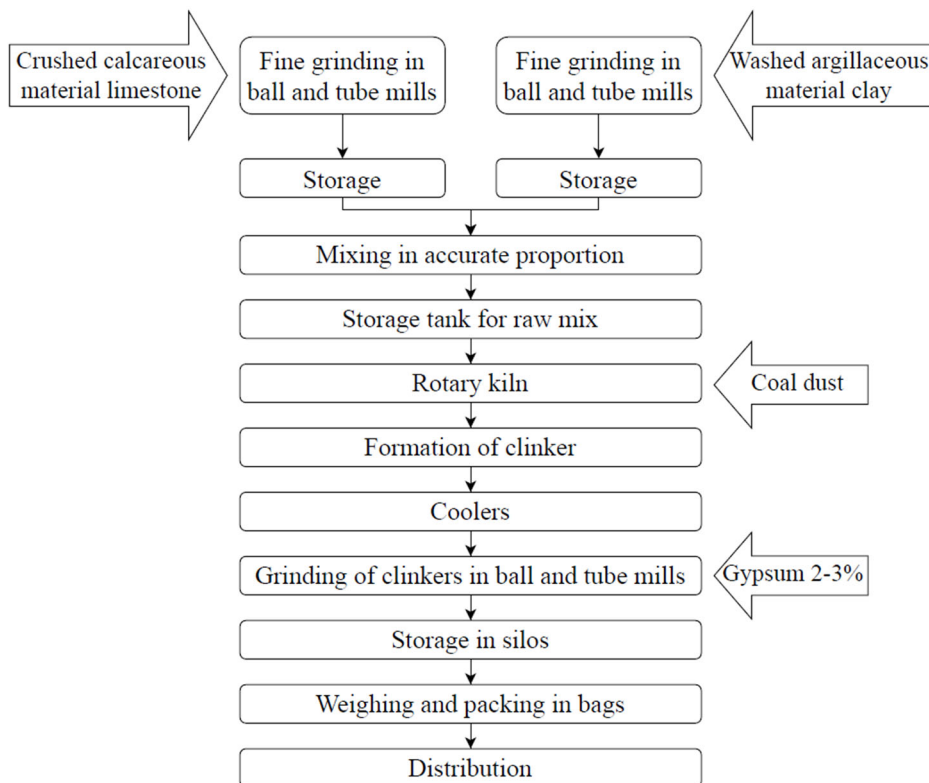 Crushed calcareous
material limestone
Fine grinding in
ball and tube mills
Fine grinding in
ball and tube mills
Washed argillaceous
material clay
Storage
Storage
Mixing in accurate proportion
Storage tank for raw mix
Rotary kiln
Coal dust
Formation of clinker
Coolers
Grinding of clinkers in ball and tube mills
Gypsum 2-3%
Storage in silos
Weighing and packing in bags
Distribution